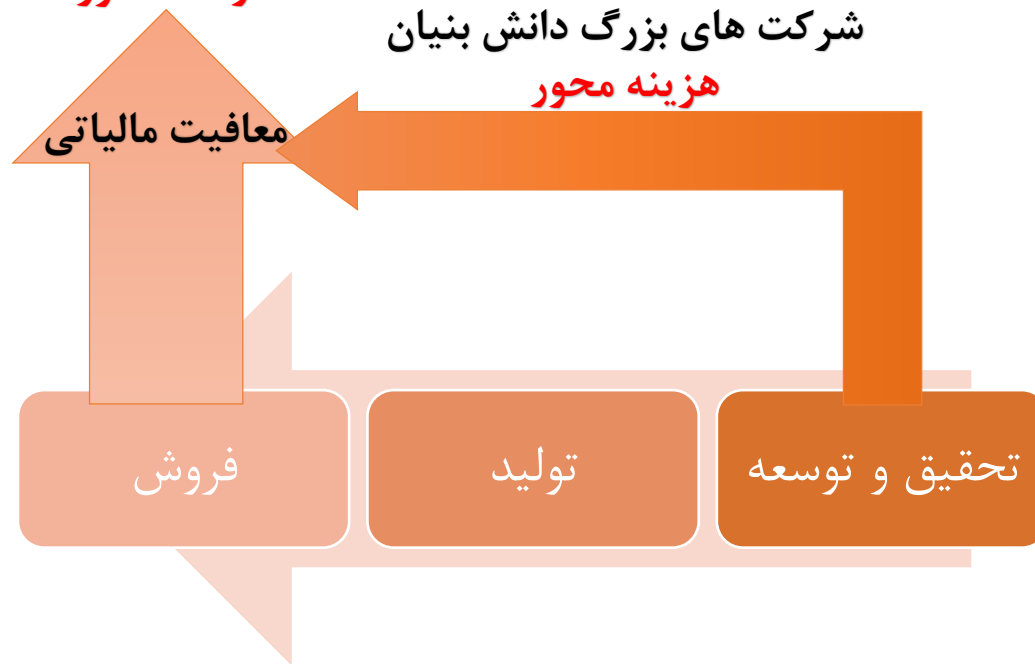 شرکت های بزرگ دانش بنیان
هزینه محور
معافیت مالیاتی
تحقیق و توسعه
تولید
فروش